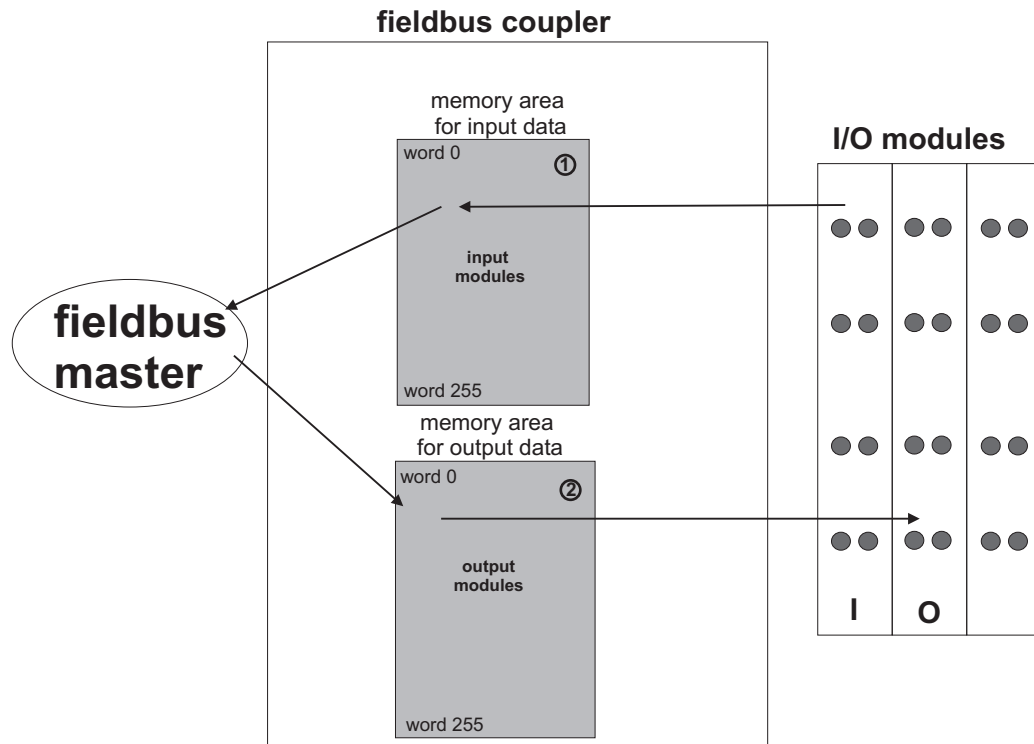 fieldbus coupler
memory area
for input data
word 0
①
input
modules
word 255
memory area
for output data
word 0
②
output
modules
word 255
fieldbus
master
I/O modules
I
O